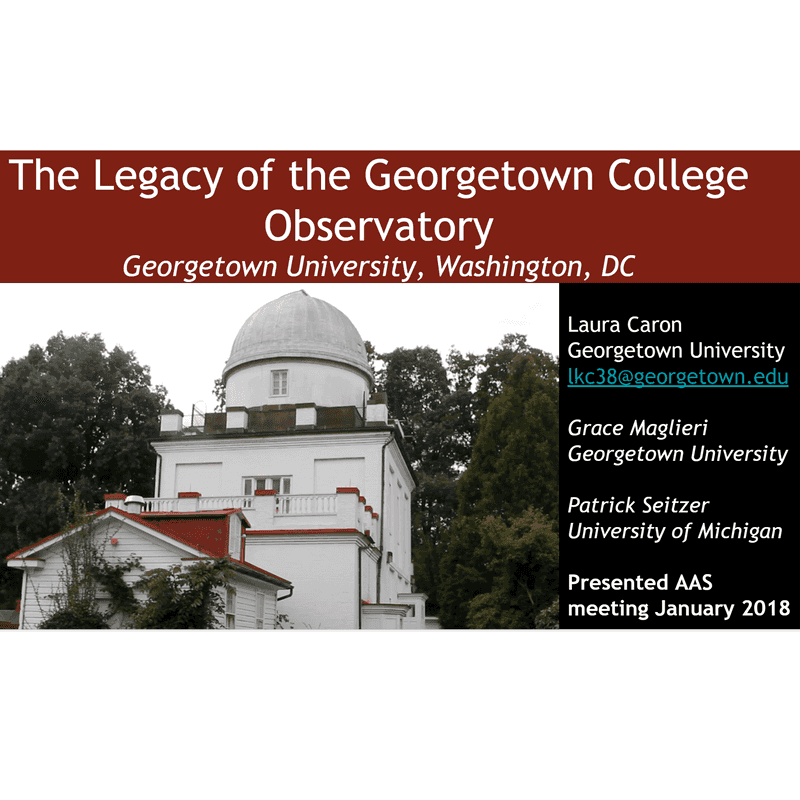 The Legacy of the Georgetown College
Observatory
Georgetown University, Washington, DC
Laura Caron
Georgetown University
lkc38@georgetown.edu
Grace Maglieri
Georgetown University
Patrick Seitzer
University of Michigan
Presented AAS
meeting January 2018